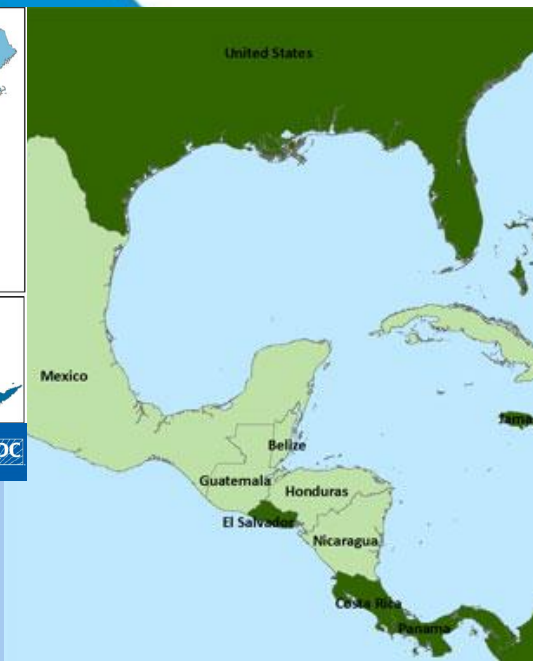 United States
Mexico
Belize
Guatemala
Honduras
El Salvador
Nicaragua
Costa Rica
Panama